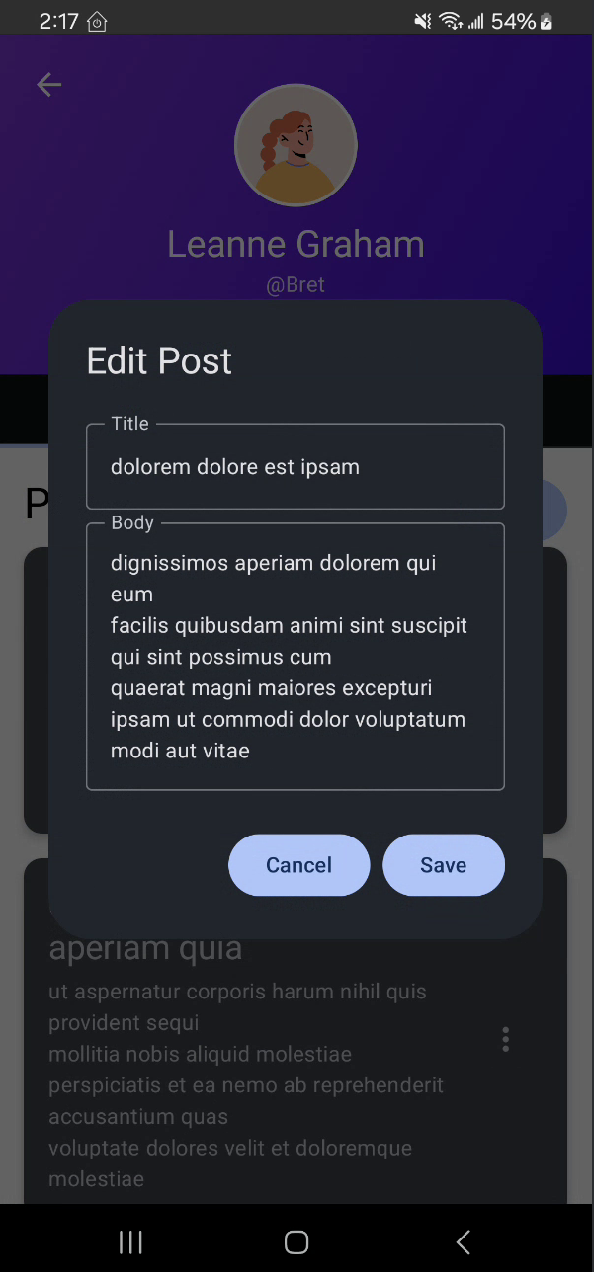 2:17
54%
Leanne Graham
@Bret
Edit Post
Title
dolorem dolore est ipsam
P
Body
dignissimos aperiam dolorem qui
eum
facilis quibusdam animi sint suscipit
qui sint possimus cum
quaerat magni maiores excepturi
ipsam ut commodi dolor voluptatum
modi aut vitae
Cancel
Save
aperiam quia
ut aspernatur corporis harum nihil quis
provident sequi
mollitia nobis aliquid molestiae
perspiciatis et ea nemo ab reprehenderit
accusantium quas
voluptate dolores velit et doloremque
molestiae